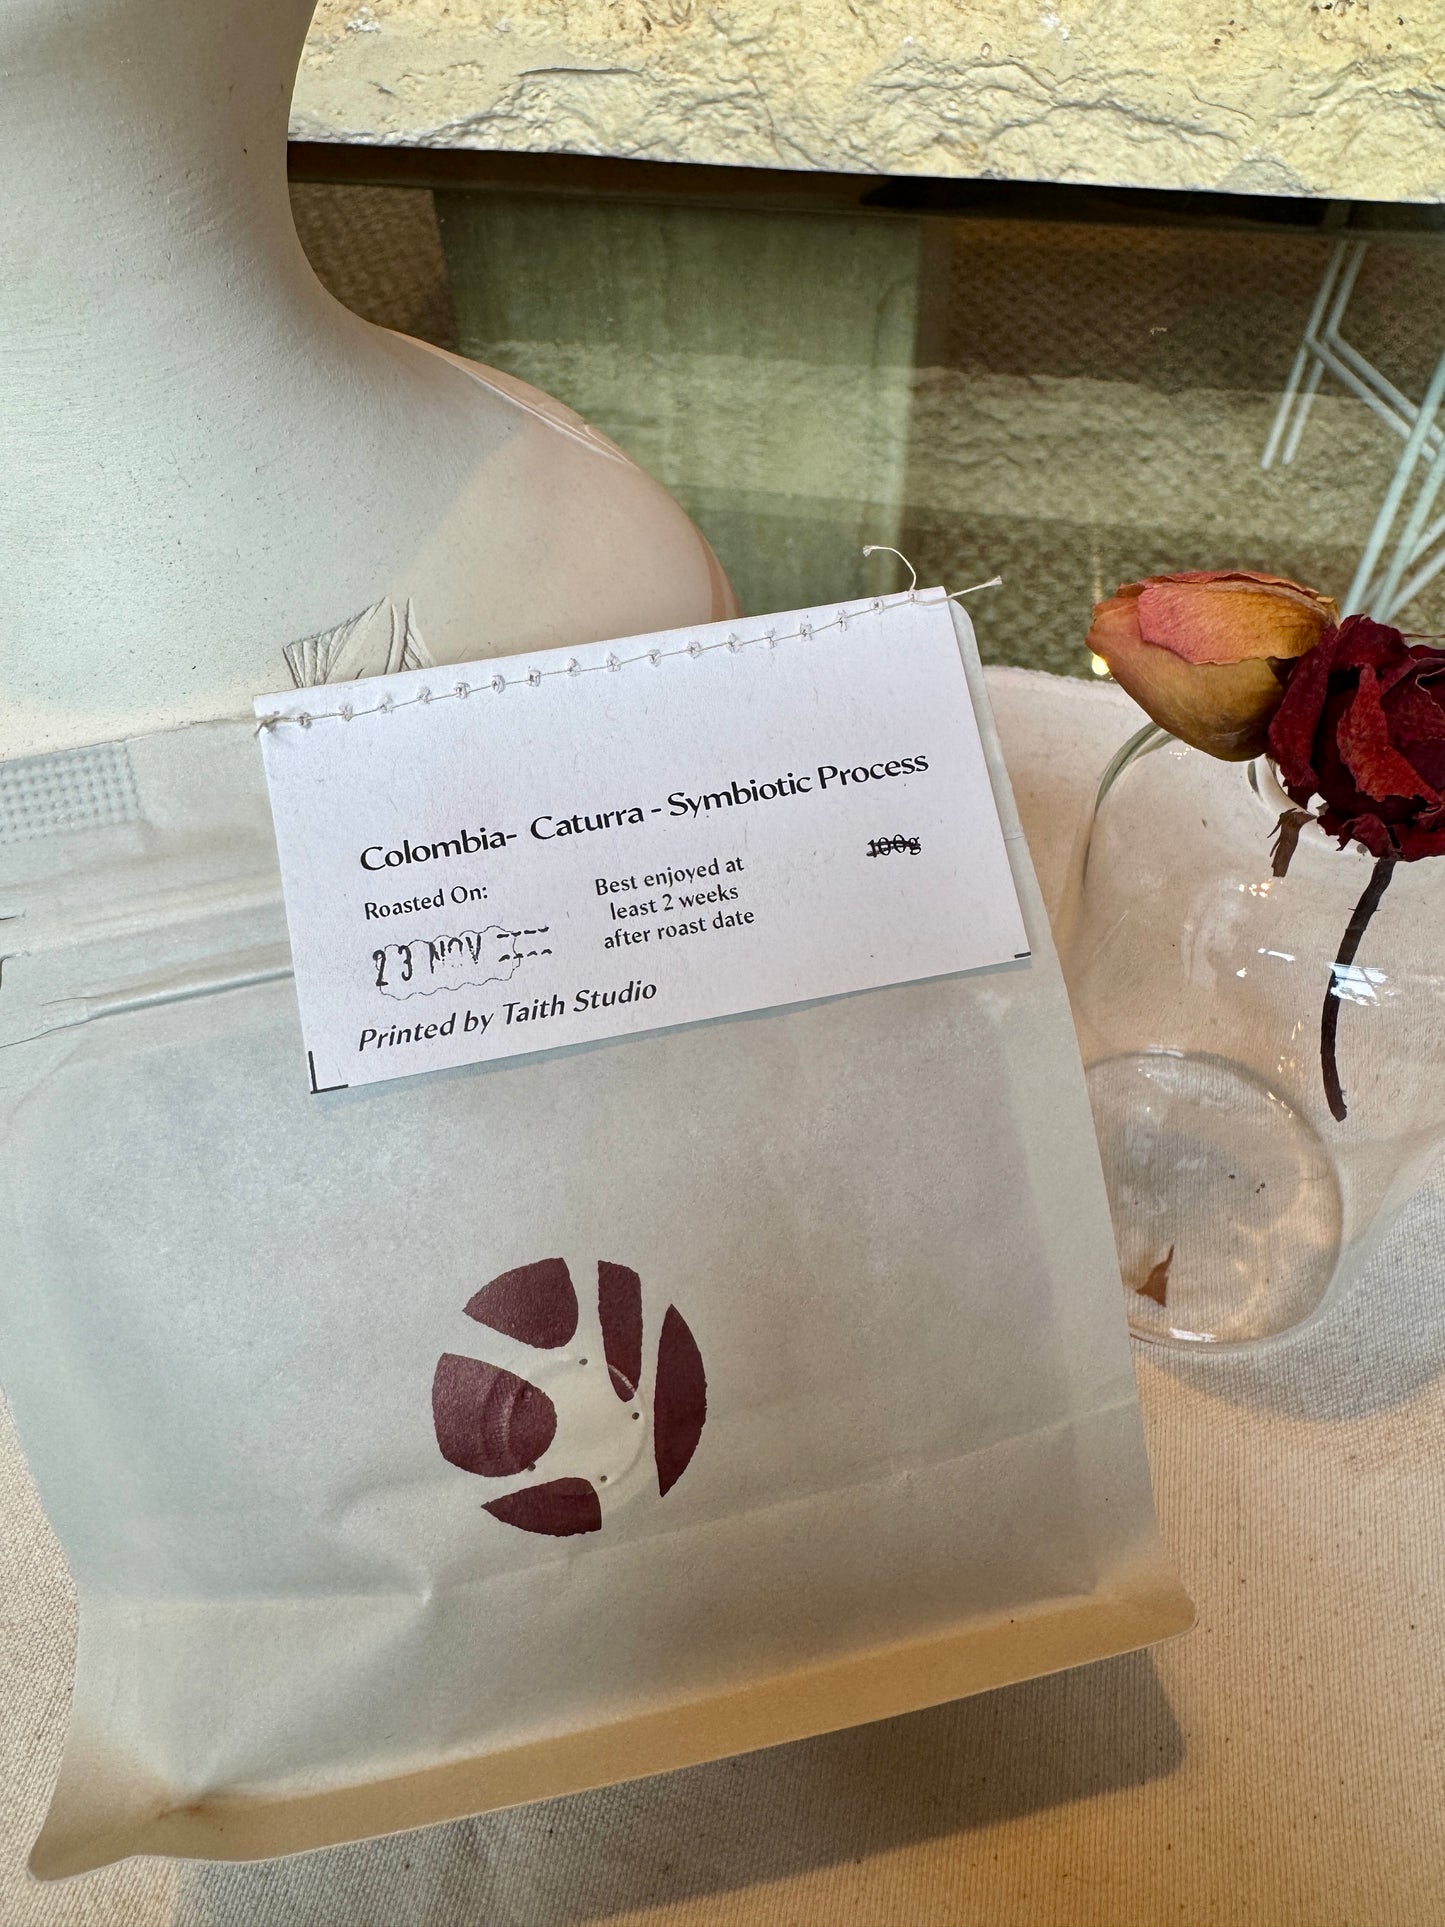 Colombia- Caturra - Symbiotic Process
Roasted On:
23 NOV
Best enjoyed at
least 2 weeks
after roast date
100g
Printed by Taith Studio